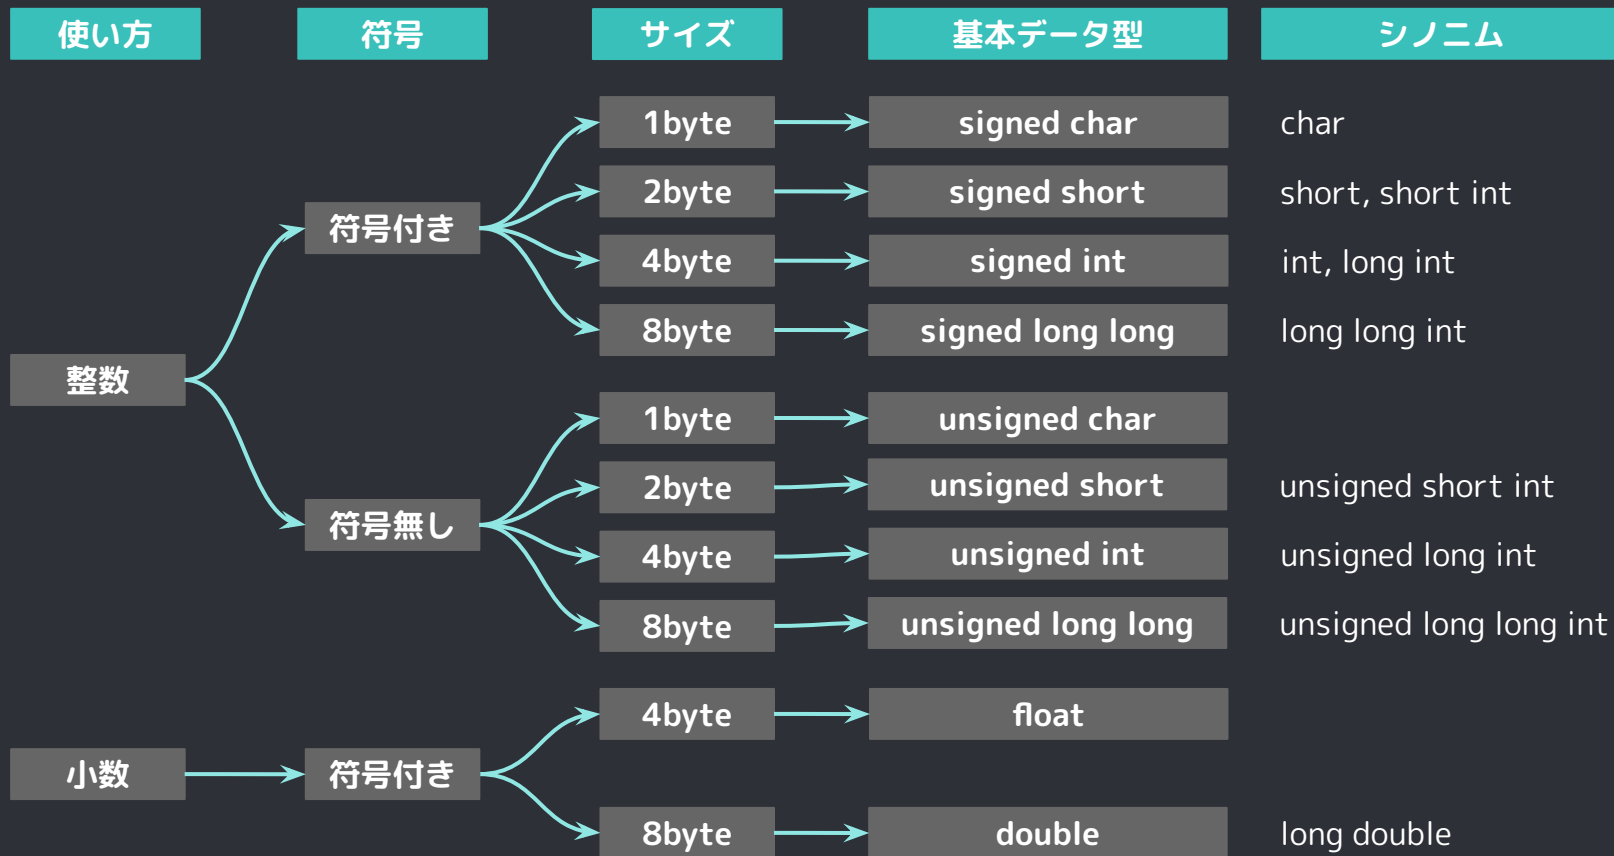 使い方 符号 サイズ 基本データ型 シノニム
1byte signed char char
2byte signed short short, short int
符号付き
4byte signed int int, long int
8byte signed long long long long int
整数
1byte unsigned char
2byte unsigned short unsigned short int
符号無し
4byte unsigned int unsigned long int
8byte unsigned long long unsigned long long int
4byte float
小数 符号付き
8byte double long double